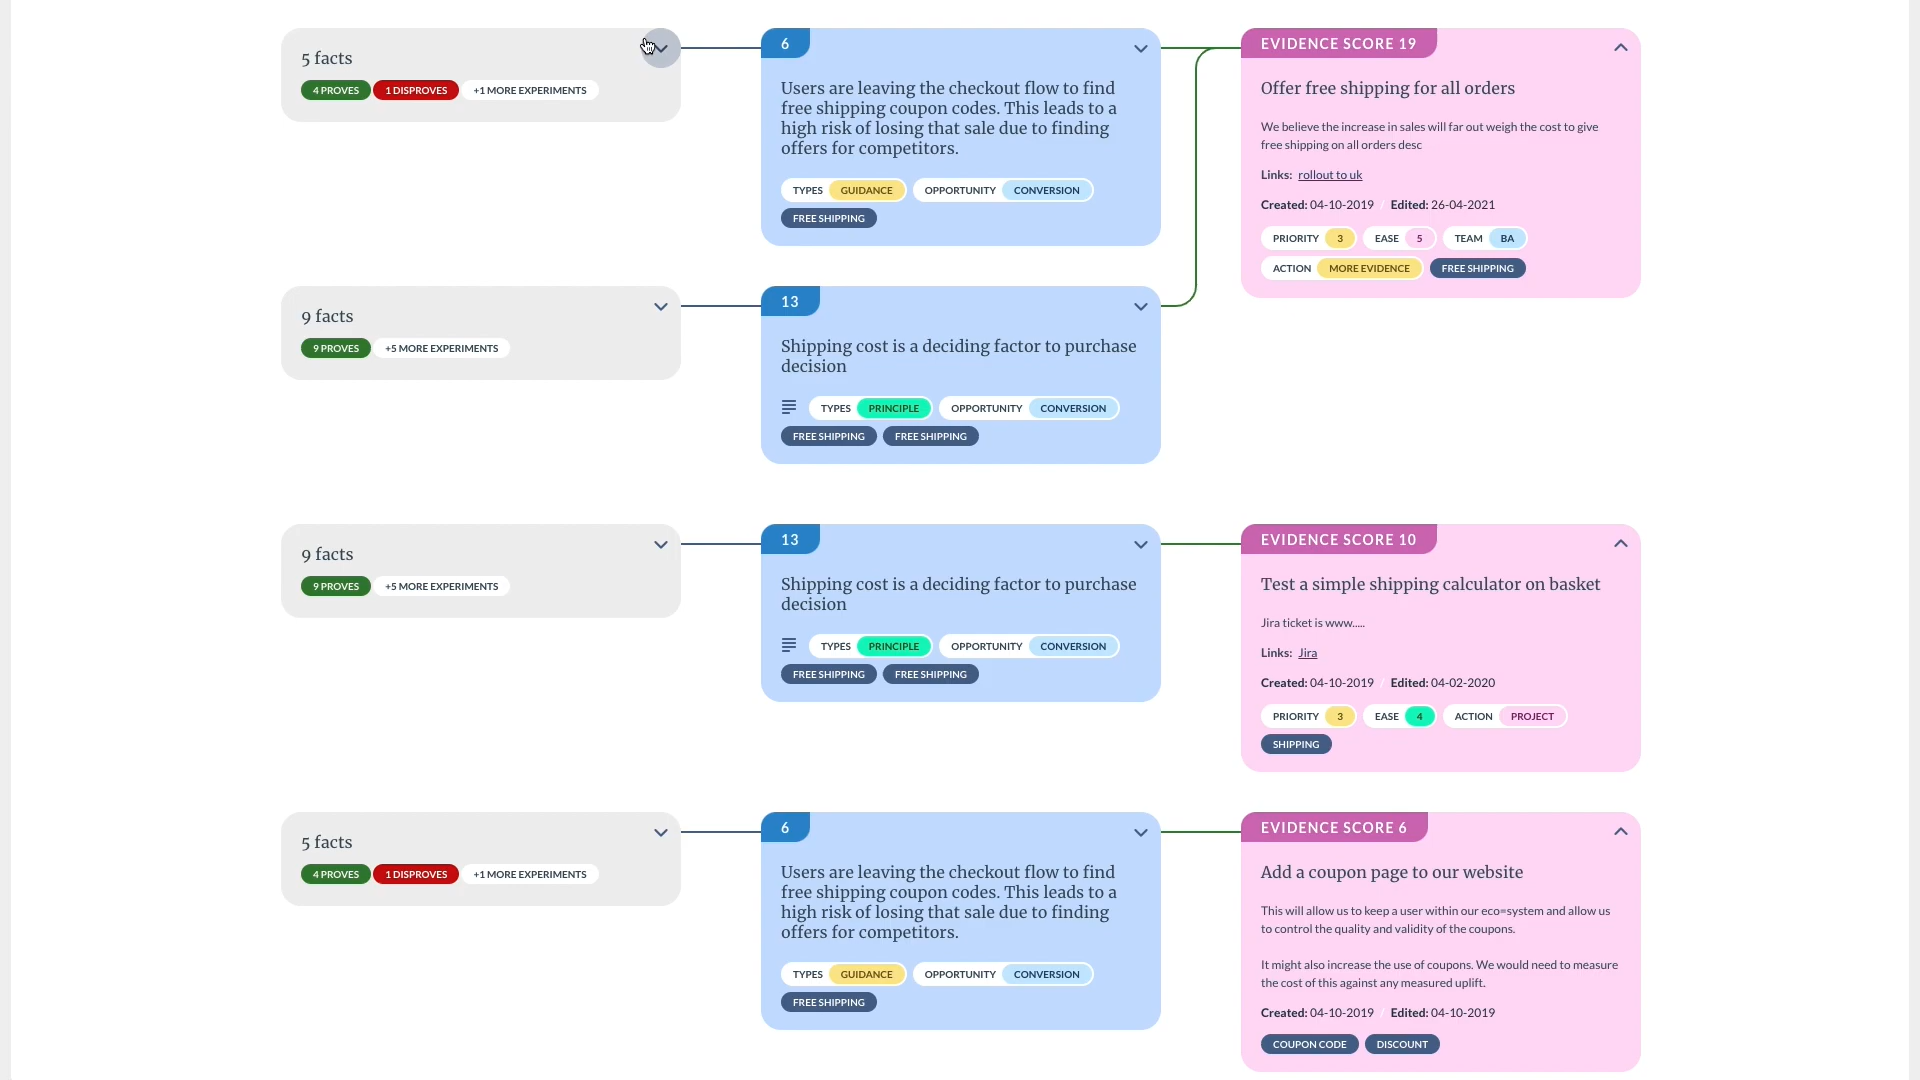 5 facts
4 PROVES 1 DISPROVES +1 MORE EXPERIMENTS
6
Users are leaving the checkout flow to find
free shipping coupon codes. This leads to a
high risk of losing that sale due to finding
offers for competitors.
TYPES GUIDANCE OPPORTUNITY CONVERSION
FREE SHIPPING
EVIDENCE SCORE 19
Offer free shipping for all orders
We believe the increase in sales will far out weigh the cost to give
free shipping on all orders desc
Links: rollout to uk
Created: 04-10-2019 / Edited: 26-04-2021
PRIORITY 3 EASE 5 TEAM BA
ACTION MORE EVIDENCE FREE SHIPPING
9 facts
9 PROVES +5 MORE EXPERIMENTS
13
Shipping cost is a deciding factor to purchase
decision
TYPES PRINCIPLE OPPORTUNITY CONVERSION
FREE SHIPPING FREE SHIPPING
9 facts
9 PROVES +5 MORE EXPERIMENTS
13
Shipping cost is a deciding factor to purchase
decision
TYPES PRINCIPLE OPPORTUNITY CONVERSION
FREE SHIPPING FREE SHIPPING
EVIDENCE SCORE 10
Test a simple shipping calculator on basket
Jira ticket is www.....
Links: Jira
Created: 04-10-2019 / Edited: 04-02-2020
PRIORITY 3 EASE 4 ACTION PROJECT
SHIPPING
5 facts
4 PROVES 1 DISPROVES +1 MORE EXPERIMENTS
6
Users are leaving the checkout flow to find
free shipping coupon codes. This leads to a
high risk of losing that sale due to finding
offers for competitors.
TYPES GUIDANCE OPPORTUNITY CONVERSION
FREE SHIPPING
EVIDENCE SCORE 6
Add a coupon page to our website
This will allow us to keep a user within our eco=system and allow us
to control the quality and validity of the coupons.
It might also increase the use of coupons. We would need to measure
the cost of this against any measured uplift.
Created: 04-10-2019 / Edited: 04-10-2019
COUPON CODE DISCOUNT